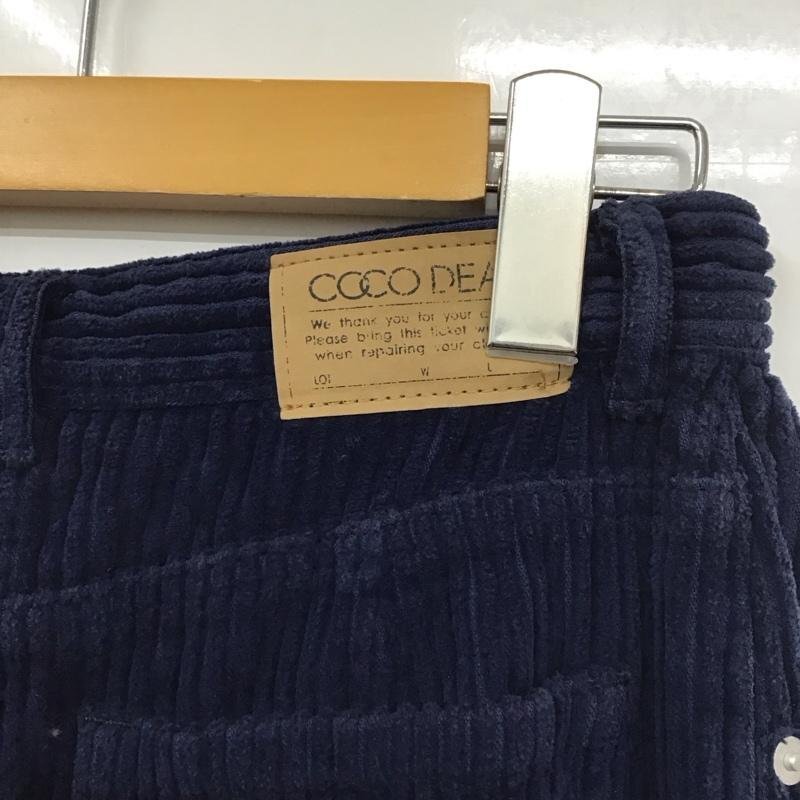 COCO DEA
We thank you for your
Please bring this ticket
when repairing your
LOT W L